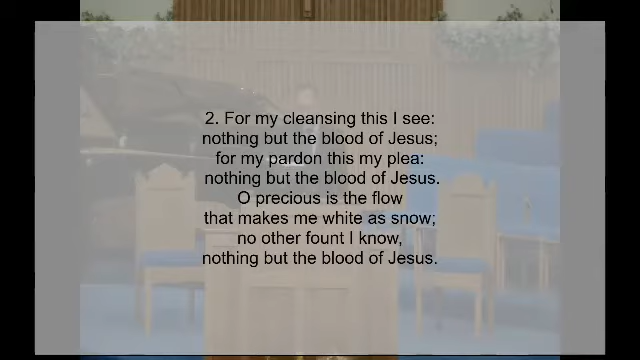 2. For my cleansing this I see:
nothing but the blood of Jesus;
for my pardon this my plea:
nothing but the blood of Jesus.
O precious is the flow
that makes me white as snow;
no other fount I know,
nothing but the blood of Jesus.